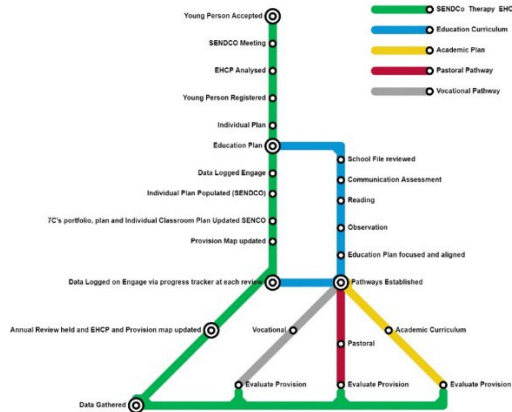 Young Person Accepted
SENDCO Meeting
EHCP Analysed
Young Person Registered
Individual Plan
Education Plan
Data Logged Engage
Individual Plan Populated (SENDCO)
7C's portfolio, plan and Individual Classroom Plan Updated SENCO
Provision Map updated
Data Logged on Engage via progress tracker at each review
Annual Review held and EHCP and Provision map updated
Data Gathered
SENDCo Therapy EHC
Education Curriculum
Academic Plan
Pastoral Pathway
Vocational Pathway
School File reviewed
Communication Assessment
Reading
Observation
Education Plan focused and aligned
Pathways Established
Vocational
Academic Curriculum
Pastoral
Evaluate Provision
Evaluate Provision
Evaluate Provision